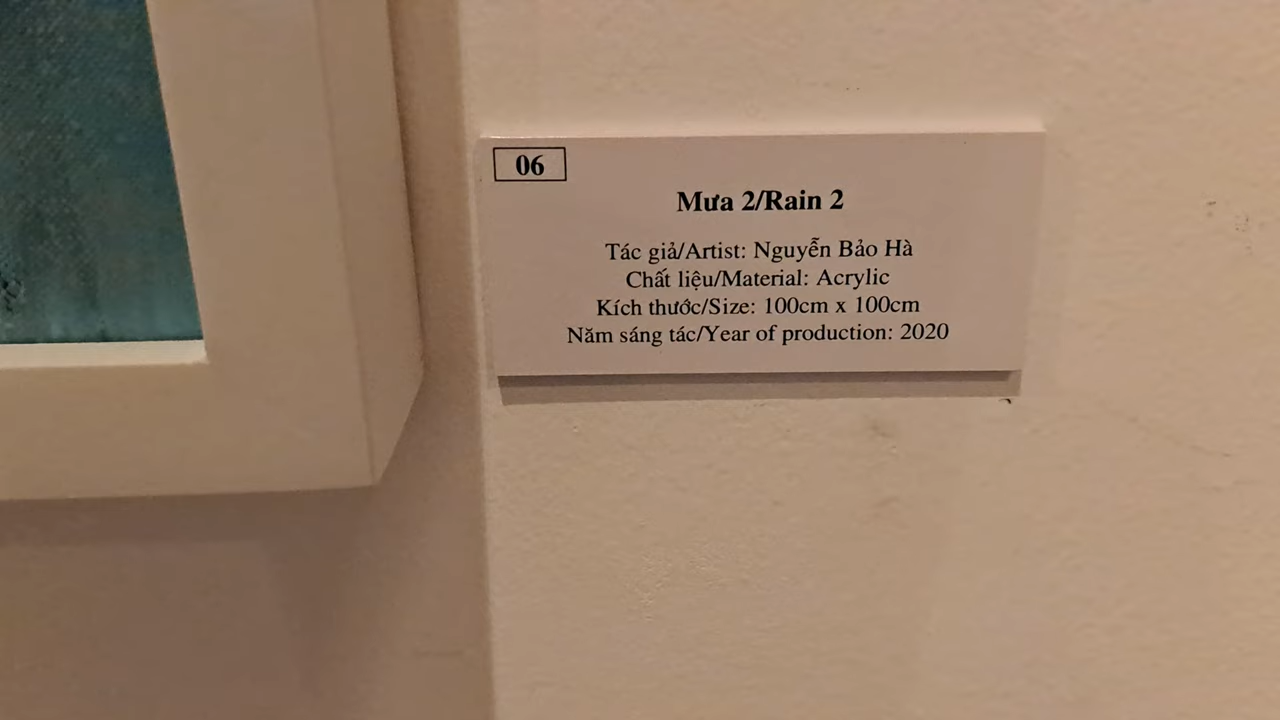 06
Mưa 2/Rain 2
Tác giả/Artist: Nguyễn Bảo Hà
Chất liệu/Material: Acrylic
Kích thước/Size: 100cm x 100cm
Năm sáng tác/Year of production: 2020